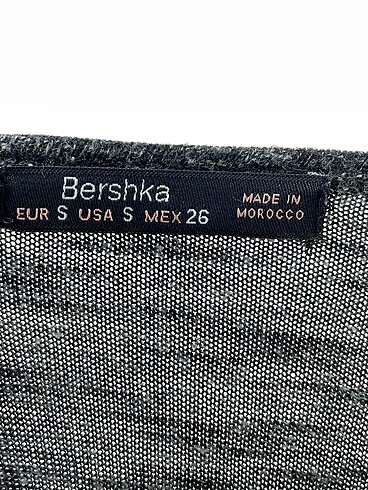 Bershka
EUR S USA S MEX 26
MADE IN
MOROCCO